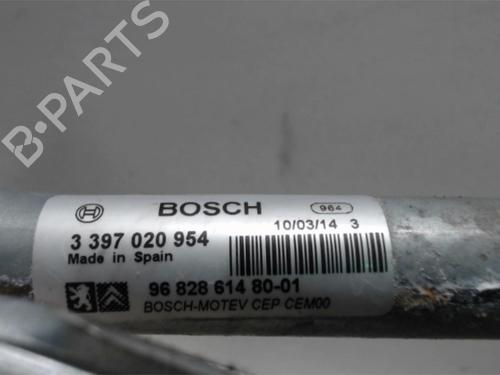 B-PARTS
BOSCH 964
10/03/14 3
3 397 020 954
Made in Spain
96 828 614 80-01
BOSCH-MOTEV CEP CEM00